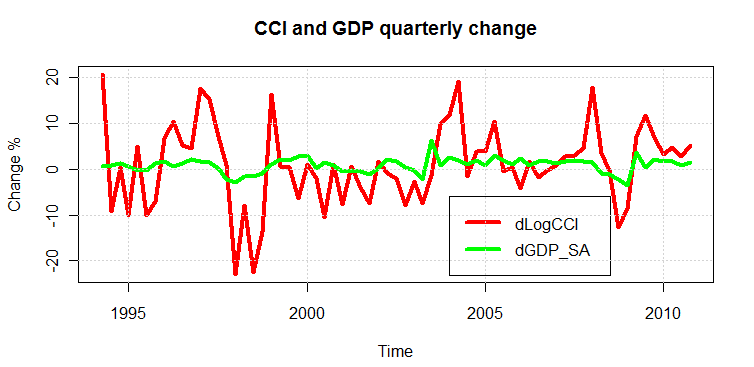 CCI and GDP quarterly change
Change %
20
10
0
-10
-20
dLogCCI
dGDP_SA
1995 2000 2005 2010
Time